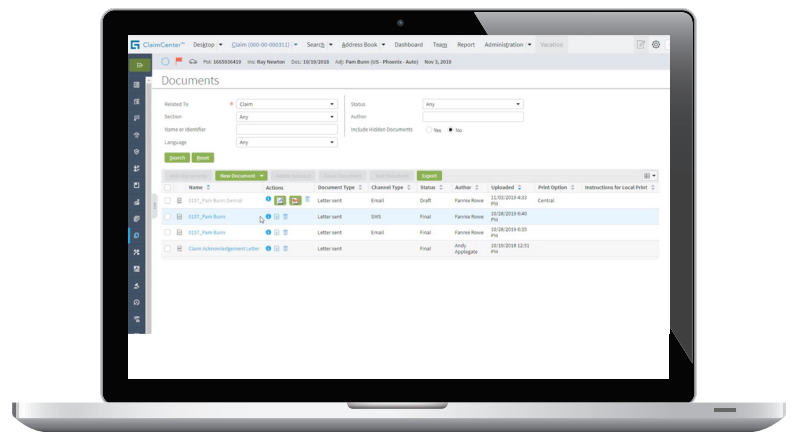 ClaimCenter™ Desktop Claim (000-00-000311) Search Address Book Dashboard Team Report Administration Vacation
Pol: 1665936419 Ins: Ray Newton DoL: 10/19/2018 Adj: Pam Bunn (US - Phoenix - Auto) Nov 3, 2019
Documents
Related To * Claim Status Any
Section Any Author
Name or Identifier Include Hidden Documents Yes No
Language Any
Search Reset
New Document Export
Name Actions Document Type Channel Type Status Author Uploaded Print Option Instructions for Local Print
0137_Pam Bunn Central Letter sent Email Draft Fannie Rowe 11/02/2019 4:33 PM Central
0137_Pam Bunn Letter sent SMS Final Fannie Rowe 10/28/2019 6:40 PM
0137_Pam Bunn Letter sent Email Final Fannie Rowe 10/28/2019 6:35 PM
Claim Acknowledgement Letter Letter sent Final Andy Applegate 10/19/2018 12:51 PM